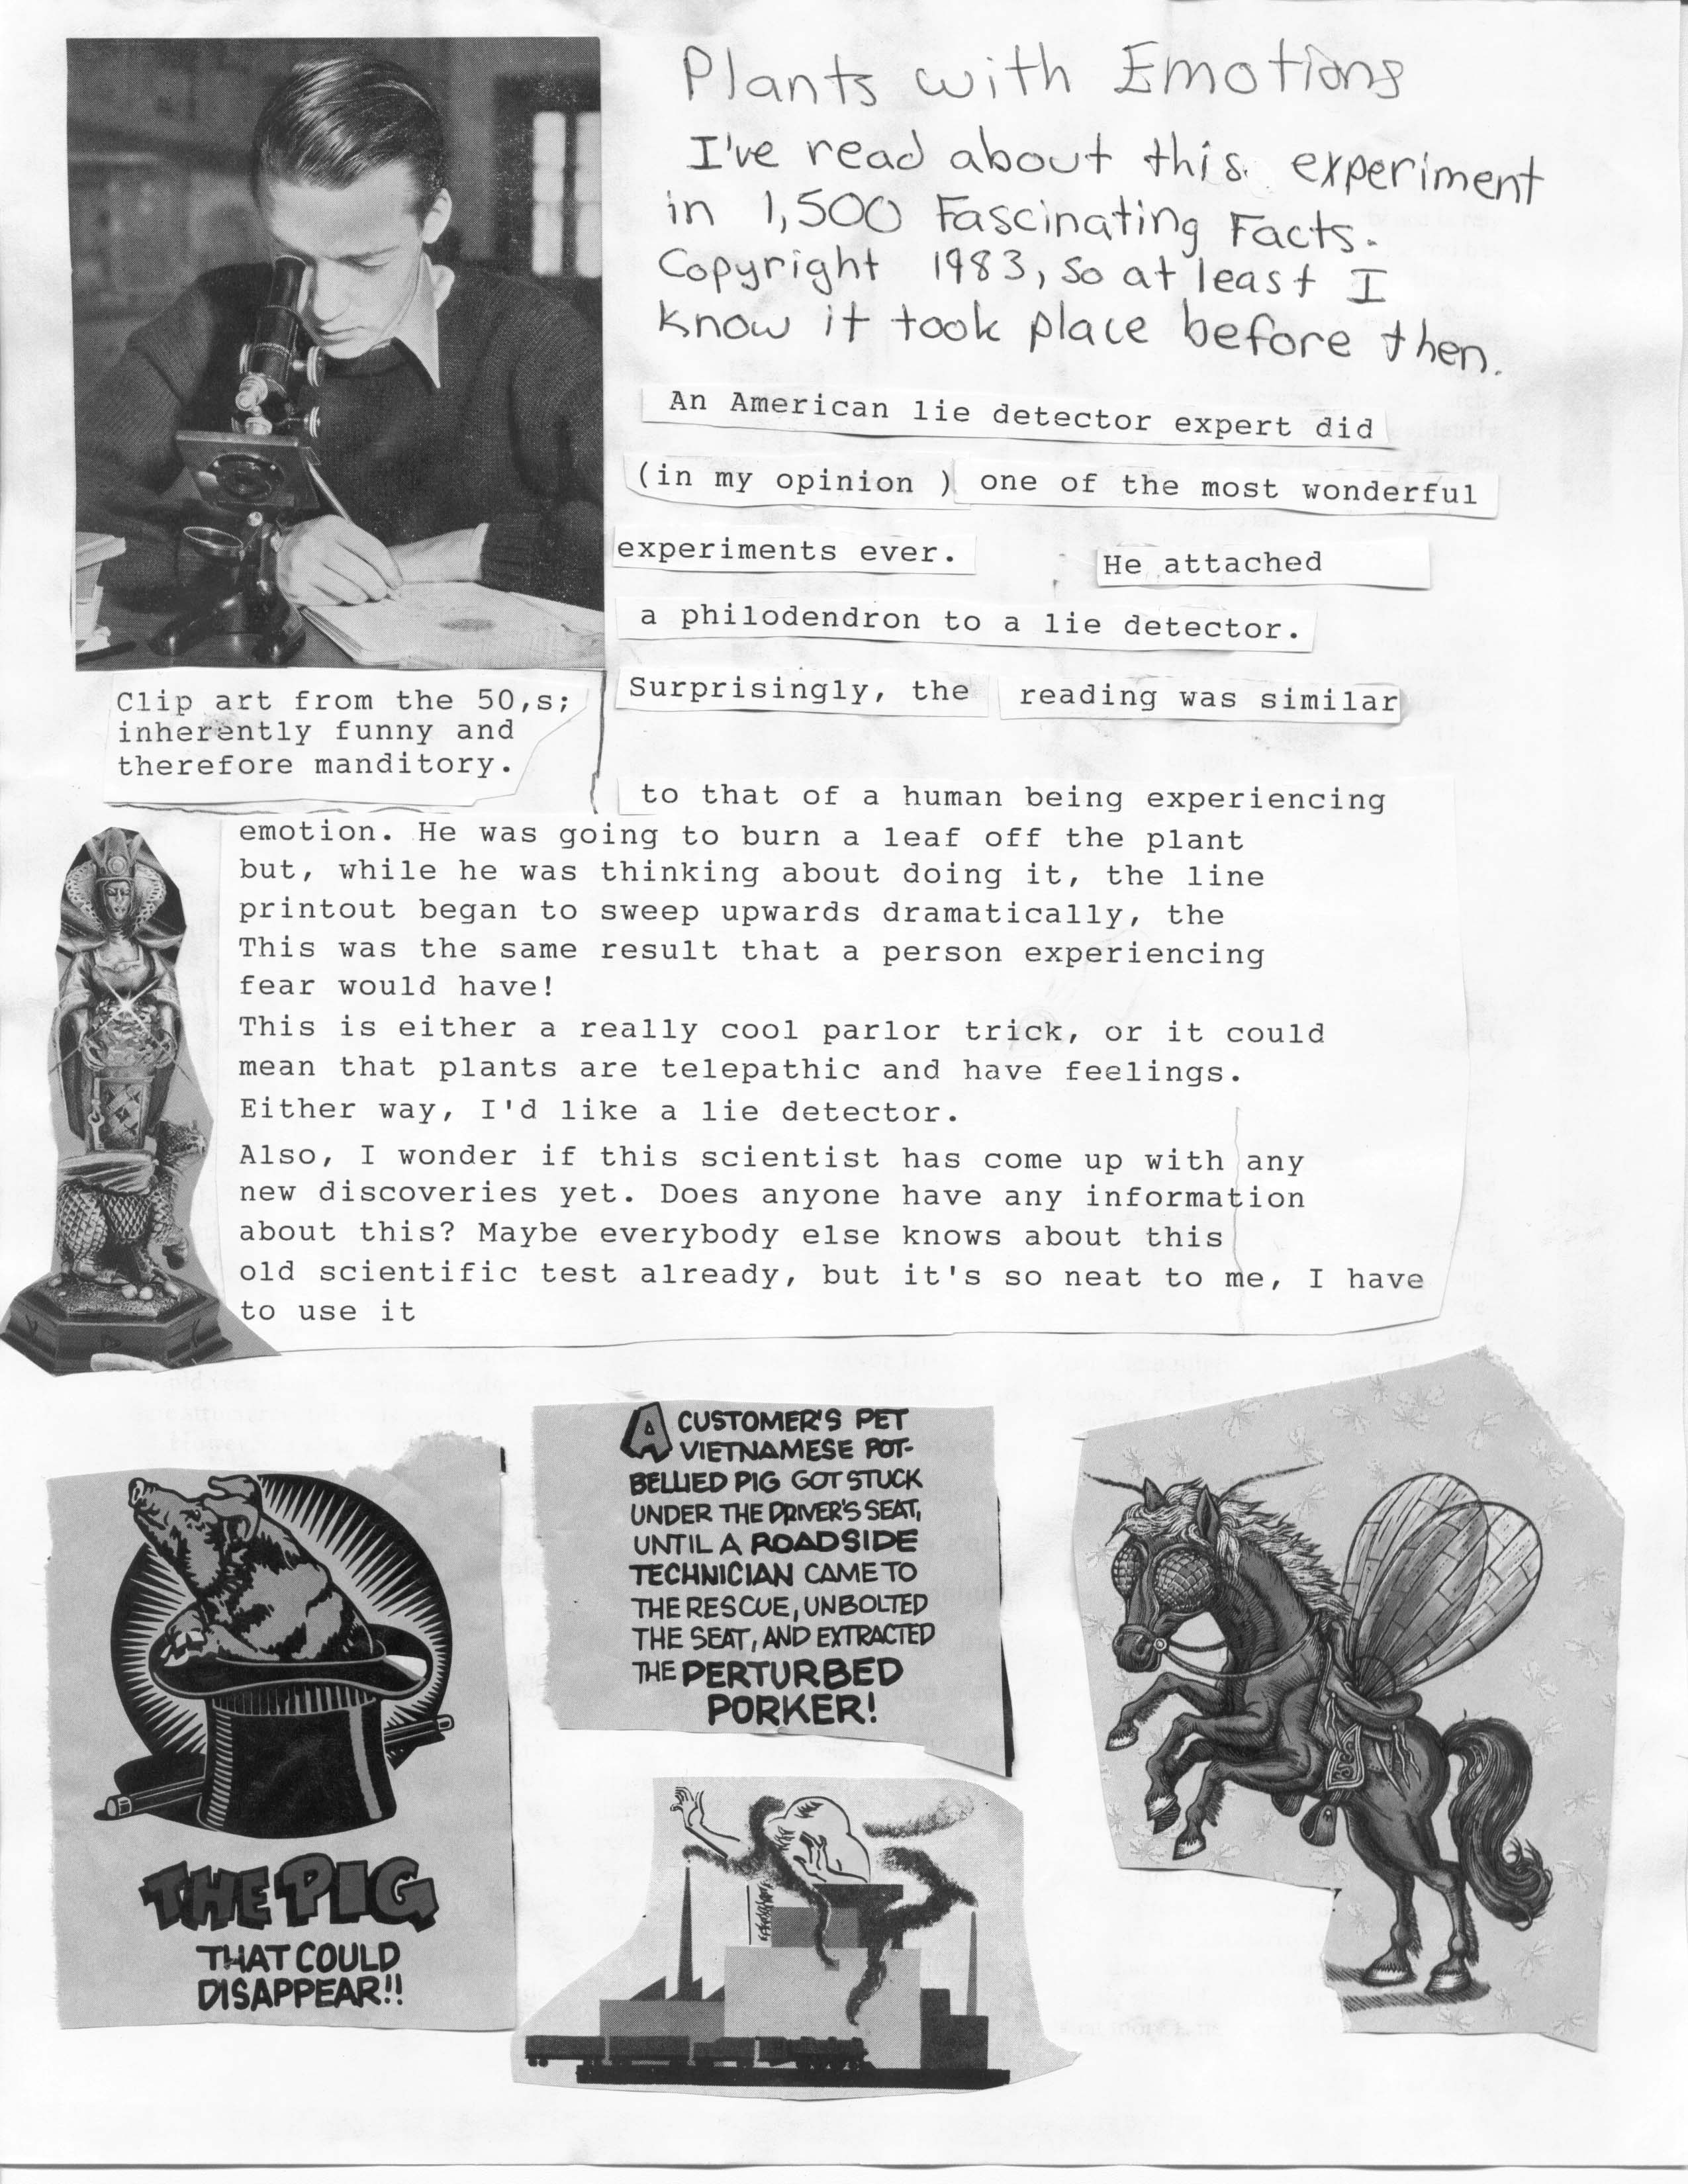 Plants with Emotions
I've read about this experiment
in 1,500 Fascinating Facts.
Copyright 1983, so at least I
know it took place before then.
An American lie detector expert did
(in my opinion ) one of the most wonderful
experiments ever. He attached
a philodendron to a lie detector.
Surprisingly, the reading was similar
Clip art from the 50,s;
inherently funny and
therefore manditory.
to that of a human being experiencing
emotion. He was going to burn a leaf off the plant
but, while he was thinking about doing it, the line
printout began to sweep upwards dramatically, the
This was the same result that a person experiencing
fear would have!
This is either a really cool parlor trick, or it could
mean that plants are telepathic and have feelings.
Either way, I'd like a lie detector.
Also, I wonder if this scientist has come up with any
new discoveries yet. Does anyone have any information
about this? Maybe everybody else knows about this
old scientific test already, but it's so neat to me, I have
to use it
THE PIG
THAT COULD
DISAPPEAR!!
A CUSTOMER'S PET
VIETNAMESE POT-
BELLIED PIG GOT STUCK
UNDER THE DRIVER'S SEAT,
UNTIL A ROADSIDE
TECHNICIAN CAME TO
THE RESCUE, UNBOLTED
THE SEAT, AND EXTRACTED
THE PERTURBED
PORKER!